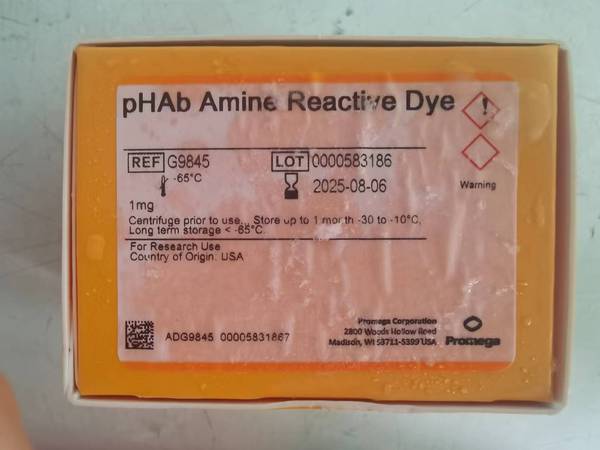 pHAb Amine Reactive Dye
REF G9845
LOT 0000583186
-65°C
2025-08-06
Warning
1mg
Centrifuge prior to use... Store up to 1 month -30 to -10°C.
Long term storage < -65°C.
For Research Use
Country of Origin: USA
ADG9845 00005831867
Promega Corporation
2800 Woods Hollow Road
Madison, WI 53711-5399 USA
Promega